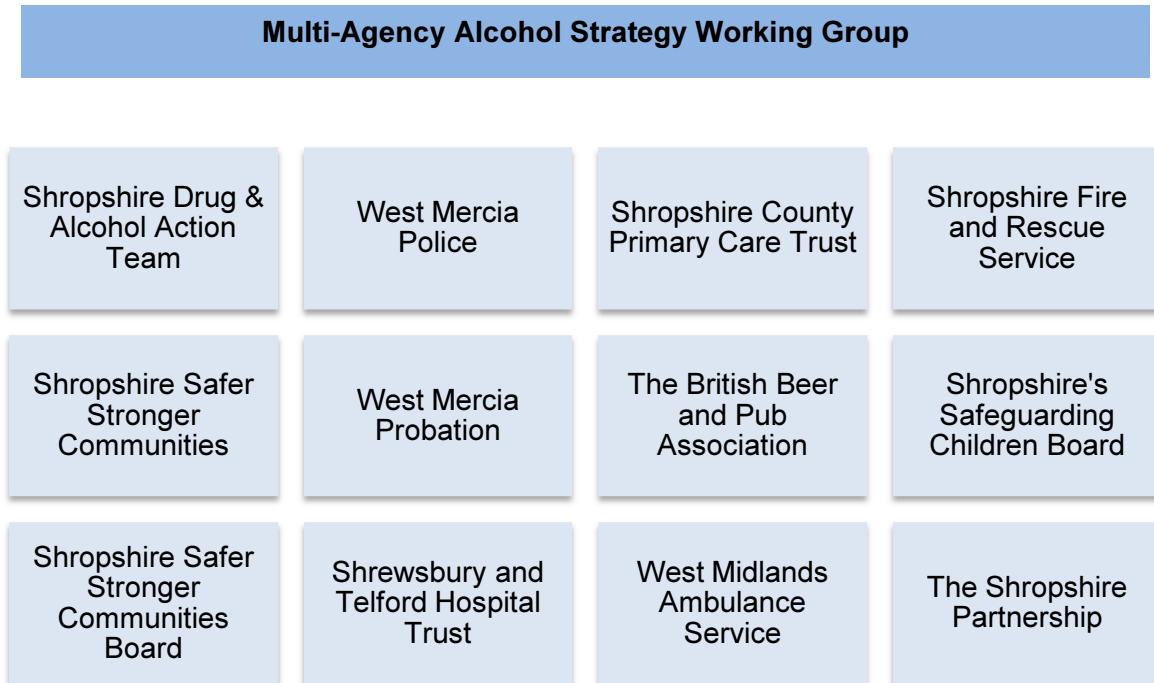 Multi-Agency Alcohol Strategy Working Group
Shropshire Drug &
Alcohol Action
Team
West Mercia
Police
Shropshire County
Primary Care Trust
Shropshire Fire
and Rescue
Service
Shropshire Safer
Stronger
Communities
West Mercia
Probation
The British Beer
and Pub
Association
Shropshire's
Safeguarding
Children Board
Shropshire Safer
Stronger
Communities
Board
Shrewsbury and
Telford Hospital
Trust
West Midlands
Ambulance
Service
The Shropshire
Partnership